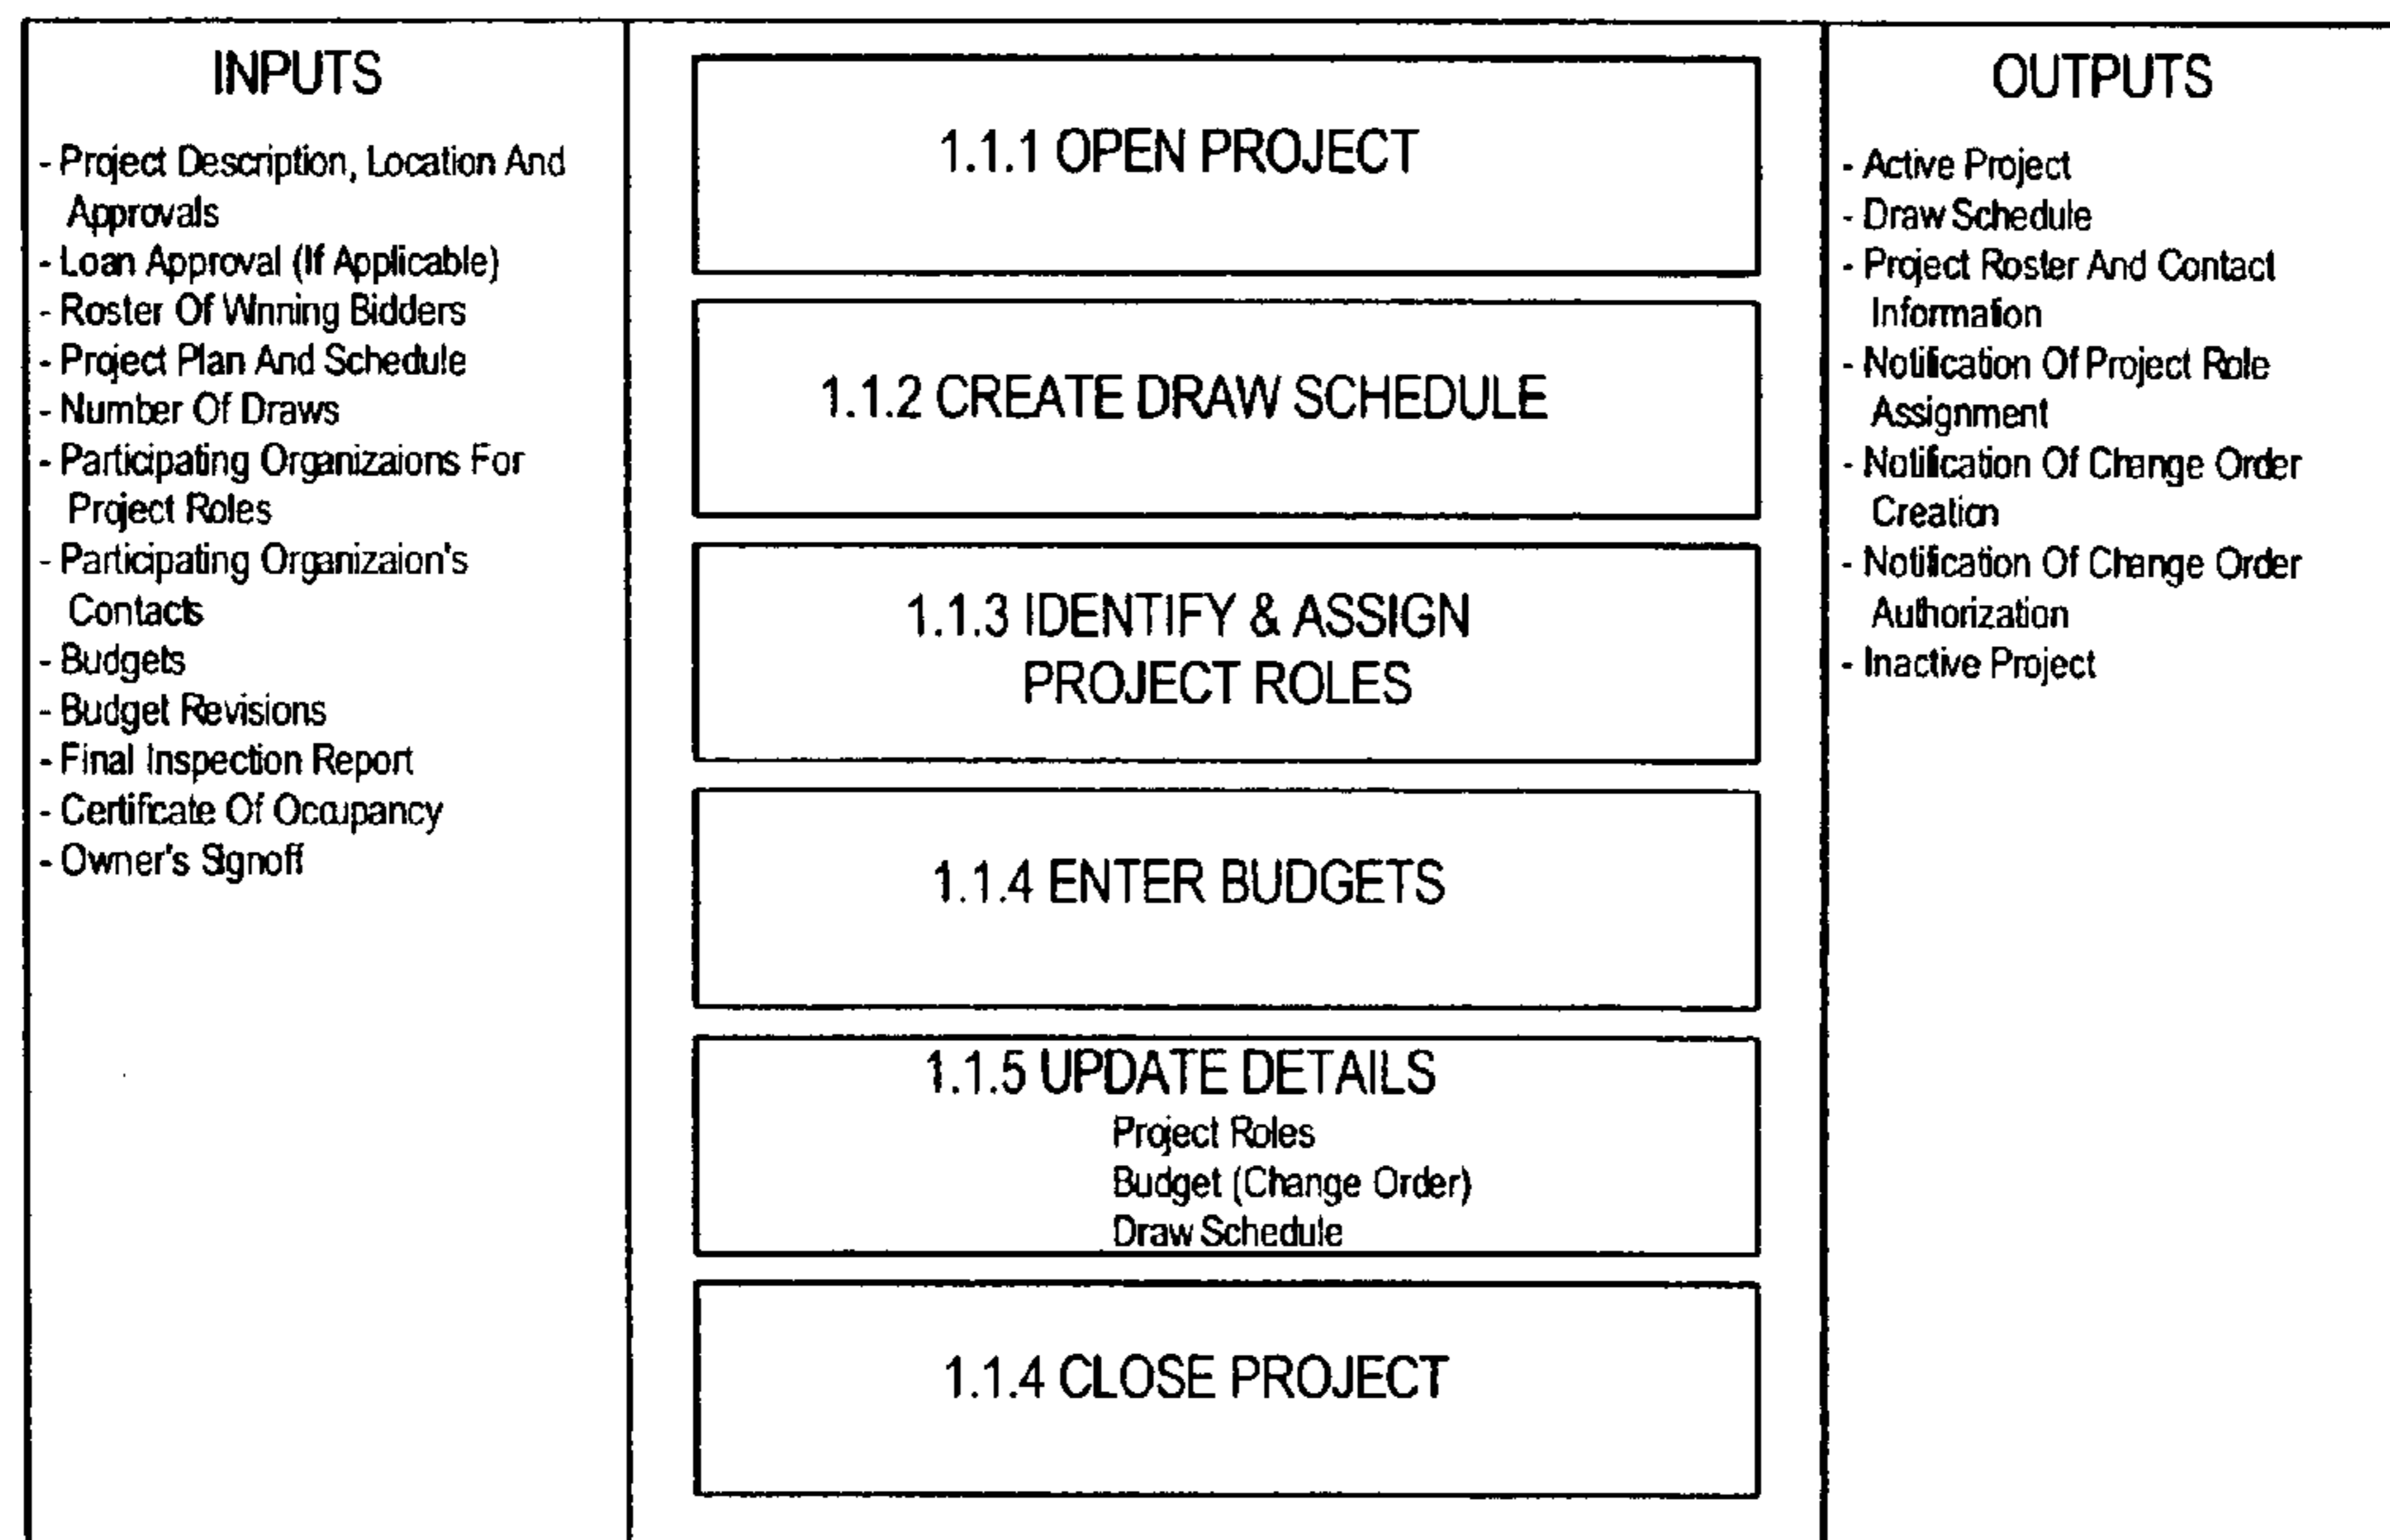 INPUTS
- Project Description, Location And
Approvals
- Loan Approval (If Applicable)
- Roster Of Winning Bidders
- Project Plan And Schedule
- Number Of Draws
- Participating Organizaions For
Project Roles
- Participating Organizaion's
Contacts
- Budgets
- Budget Revisions
- Final Inspection Report
- Certificate Of Occupancy
- Owner's Signoff
1.1.1 OPEN PROJECT
1.1.2 CREATE DRAW SCHEDULE
1.1.3 IDENTIFY & ASSIGN
PROJECT ROLES
1.1.4 ENTER BUDGETS
1.1.5 UPDATE DETAILS
Project Roles
Budget (Change Order)
Draw Schedule
1.1.4 CLOSE PROJECT
OUTPUTS
- Active Project
- Draw Schedule
- Project Roster And Contact
Information
- Notification Of Project Role
Assignment
- Notification Of Change Order
Creation
- Notification Of Change Order
Authorization
- Inactive Project